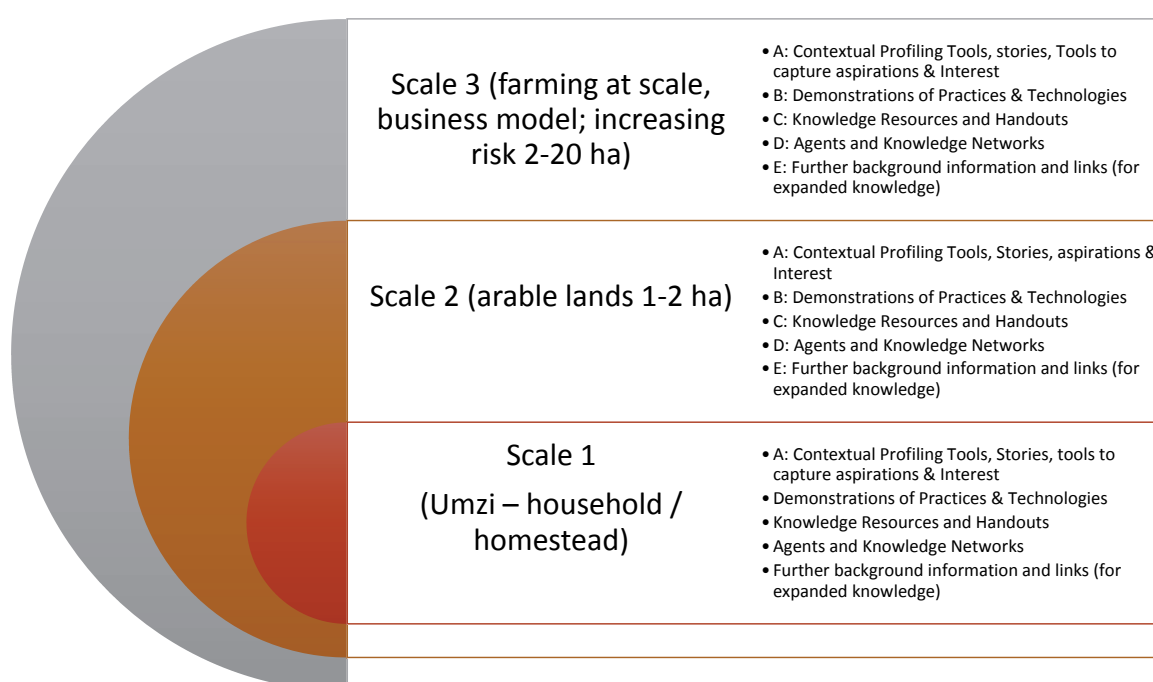 Scale 3 (farming at scale,
business model; increasing
risk 2-20 ha)
• A: Contextual Profiling Tools, stories, Tools to
capture aspirations & Interest
• B: Demonstrations of Practices & Technologies
• C: Knowledge Resources and Handouts
• D: Agents and Knowledge Networks
• E: Further background information and links (for
expanded knowledge)
Scale 2 (arable lands 1-2 ha)
• A: Contextual Profiling Tools, Stories, aspirations &
Interest
• B: Demonstrations of Practices & Technologies
• C: Knowledge Resources and Handouts
• D: Agents and Knowledge Networks
• E: Further background information and links (for
expanded knowledge)
Scale 1
(Umzi – household /
homestead)
• A: Contextual Profiling Tools, Stories, tools to
capture aspirations & Interest
• Demonstrations of Practices & Technologies
• Knowledge Resources and Handouts
• Agents and Knowledge Networks
• Further background information and links (for
expanded knowledge)